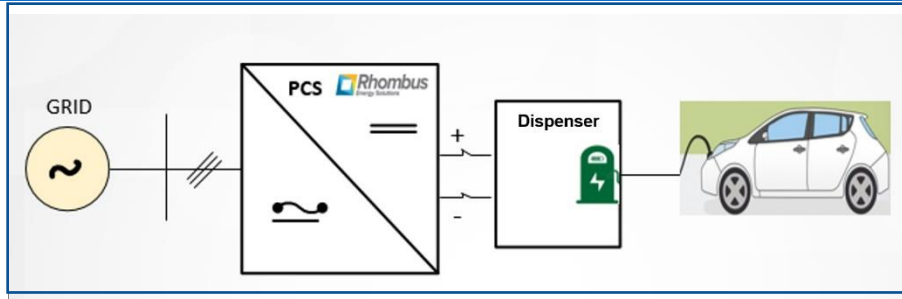 GRID
PCS
Rhombus
Energy Solutions
+
-
Dispenser